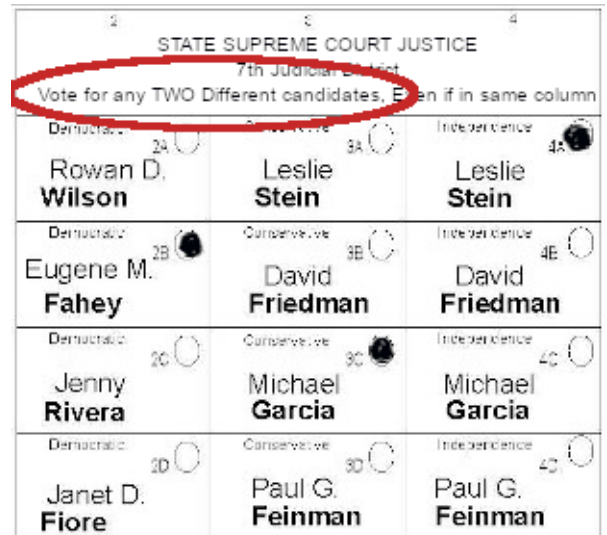 2 3 4
STATE SUPREME COURT JUSTICE
7th Judicial District
Vote for any TWO Different candidates, Even if in same column
Democratic Conservative Independence
2A 3A 4A
Rowan D. Leslie Leslie
Wilson Stein Stein
Democratic Conservative Independence
2B 3B 4B
Eugene M. David David
Fahey Friedman Friedman
Democratic Conservative Independence
2C 3C 4C
Jenny Michael Michael
Rivera Garcia Garcia
Democratic Conservative Independence
2D 3D
Janet D. Paul G. Paul G.
Fiore Feinman Feinman